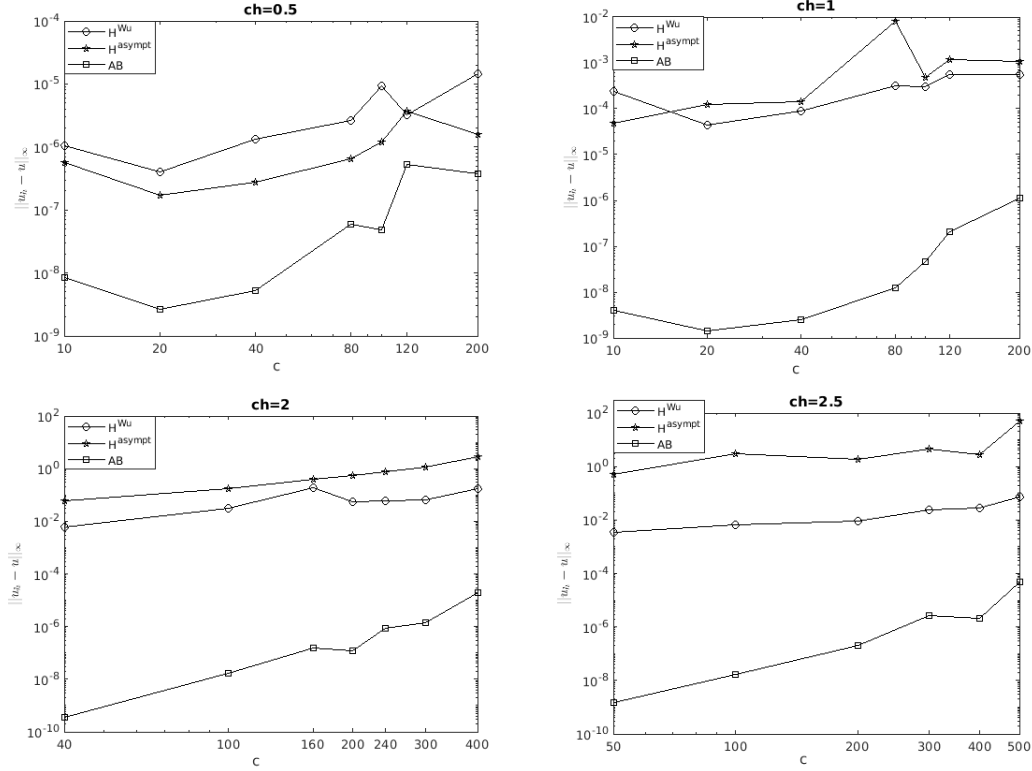 ch=0.5
10^-4
10^-5
10^-6
10^-7
10^-8
10^-9
||u_h − u||_∞
H^Wu
H^asympt
AB
10 20 40 80 120 200
c
ch=1
10^-2
10^-3
10^-4
10^-5
10^-6
10^-7
10^-8
10^-9
||u_h − u||_∞
H^Wu
H^asympt
AB
10 20 40 80 120 200
c
ch=2
10^2
10^0
10^-2
10^-4
10^-6
10^-8
10^-10
||u_h − u||_∞
H^Wu
H^asympt
AB
40 100 160 200 240 300 400
c
ch=2.5
10^2
10^0
10^-2
10^-4
10^-6
10^-8
10^-10
||u_h − u||_∞
H^Wu
H^asympt
AB
50 100 200 300 400 500
c